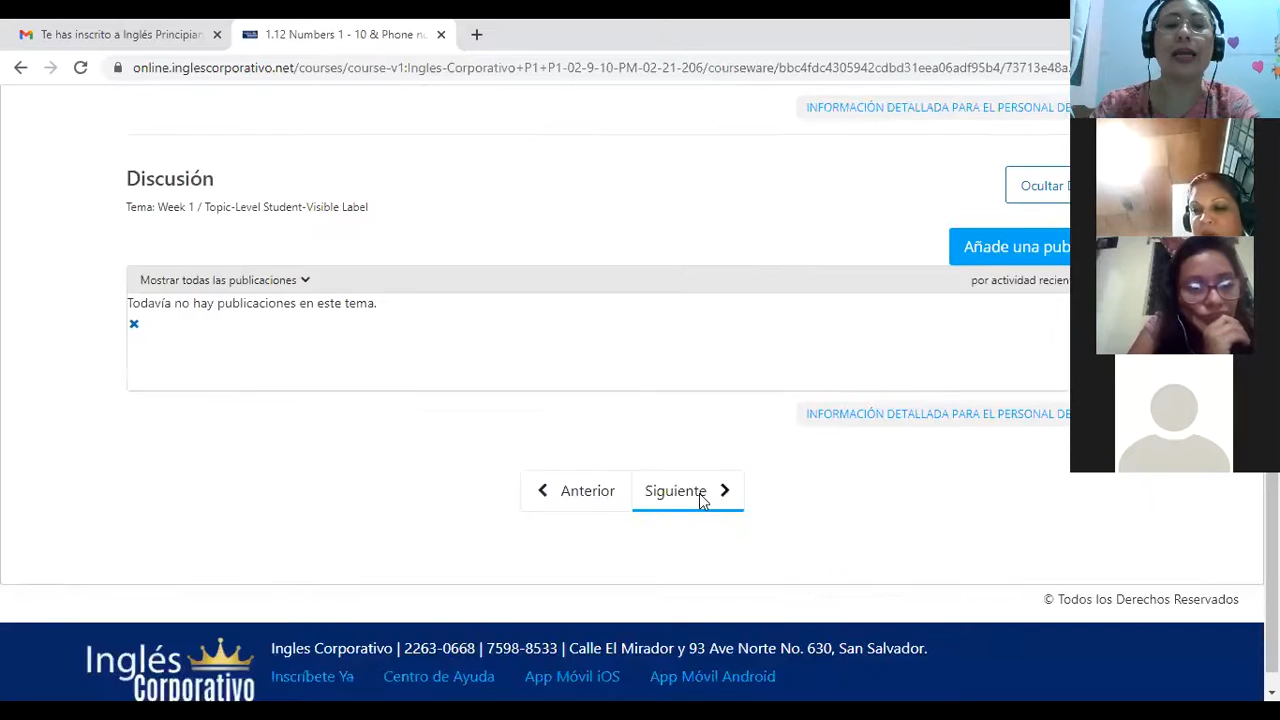 Te has inscrito a Inglés Principian
1.12 Numbers 1 - 10 & Phone nu
online.inglescorporativo.net/courses/course-v1:Ingles-Corporativo+P1+P1-02-9-10-PM-02-21-206/courseware/bbc4fdc4305942cdbd31eea06adf95b4/73713e48a
INFORMACIÓN DETALLADA PARA EL PERSONAL DE
Discusión
Ocultar D
Tema: Week 1 / Topic-Level Student-Visible Label
Añade una pub
Mostrar todas las publicaciones
por actividad recien
Todavía no hay publicaciones en este tema.
INFORMACIÓN DETALLADA PARA EL PERSONAL DE
Anterior
Siguiente
© Todos los Derechos Reservados
Inglés Corporativo
Ingles Corporativo | 2263-0668 | 7598-8533 | Calle El Mirador y 93 Ave Norte No. 630, San Salvador.
Inscríbete Ya Centro de Ayuda App Móvil iOS App Móvil Android